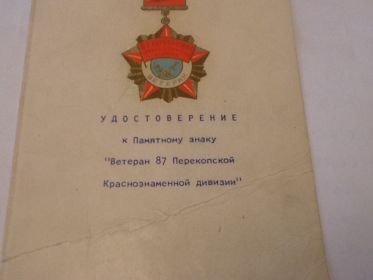 УДОСТОВЕРЕНИЕ
к Памятному знаку
"Ветеран 87 Перекопской
Краснознаменной дивизии"